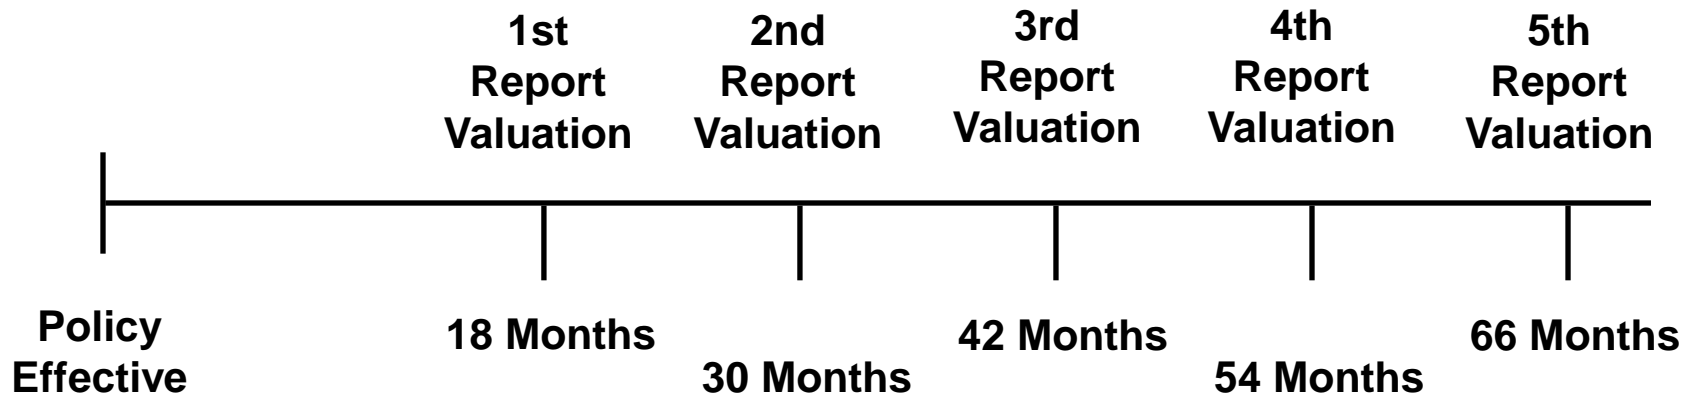 1st
Report
Valuation
2nd
Report
Valuation
3rd
Report
Valuation
4th
Report
Valuation
5th
Report
Valuation
Policy
Effective
18 Months
30 Months
42 Months
54 Months
66 Months